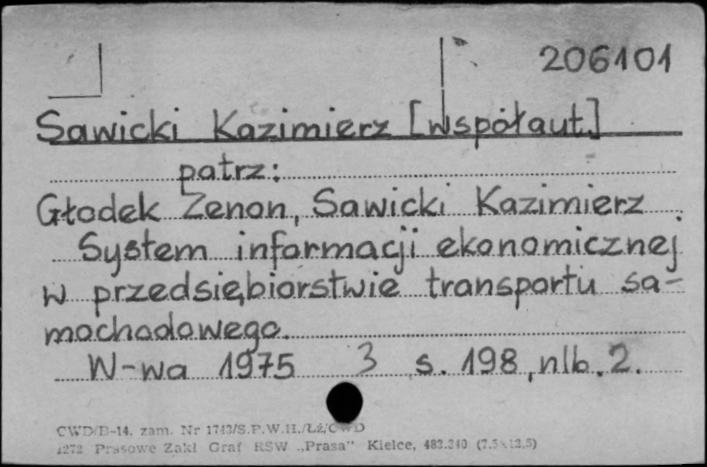 206101
Sawicki Kazimierz [współaut.]
patrz:
Głodek Zenon, Sawicki Kazimierz
System informacji ekonomicznej
w przedsiębiorstwie transportu sa-
mochodowego.
W-wa 1975 3 s. 198, nlb. 2.
CWD/D-14. zam. Nr 1743/S.P.W.H./Łź/CWD
1272 Prasowe Zakł Graf RSW „Prasa" Kielce, 483.240 (7.5×12.5)